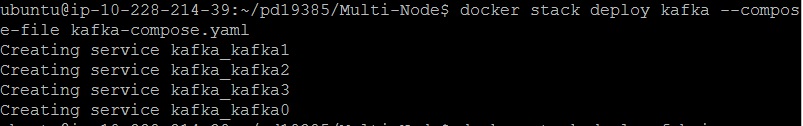 ubuntu@ip-10-228-214-39:~/pd19385/Multi-Node$ docker stack deploy kafka --compos
e-file kafka-compose.yaml
Creating service kafka_kafka1
Creating service kafka_kafka2
Creating service kafka_kafka3
Creating service kafka_kafka0